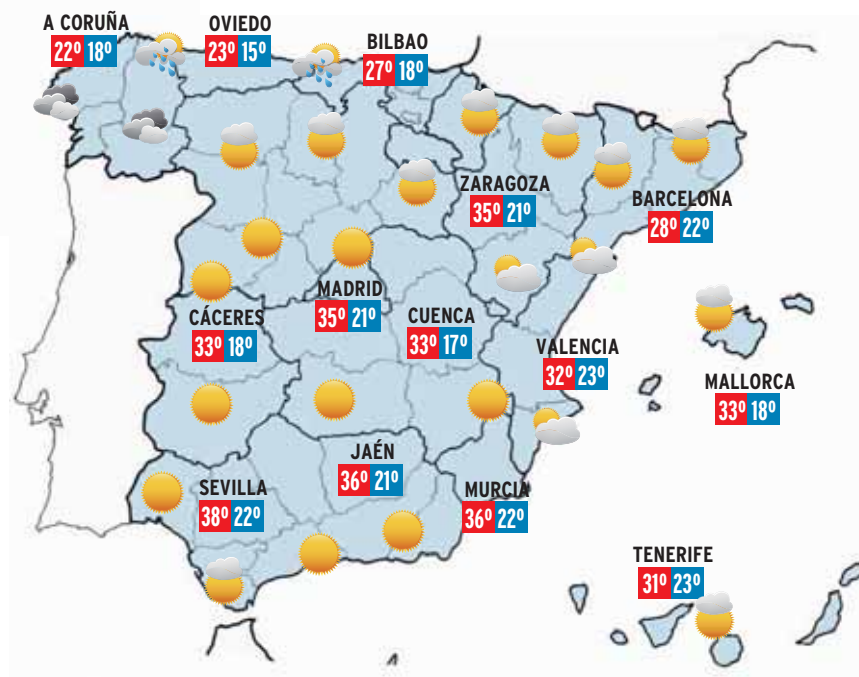 A CORUÑA
22º 18º
OVIEDO
23º 15º
BILBAO
27º 18º
ZARAGOZA
35º 21º
BARCELONA
28º 22º
MADRID
35º 21º
CÁCERES
33º 18º
CUENCA
33º 17º
VALENCIA
32º 23º
MALLORCA
33º 18º
JAÉN
36º 21º
SEVILLA
38º 22º
MURCIA
36º 22º
TENERIFE
31º 23º